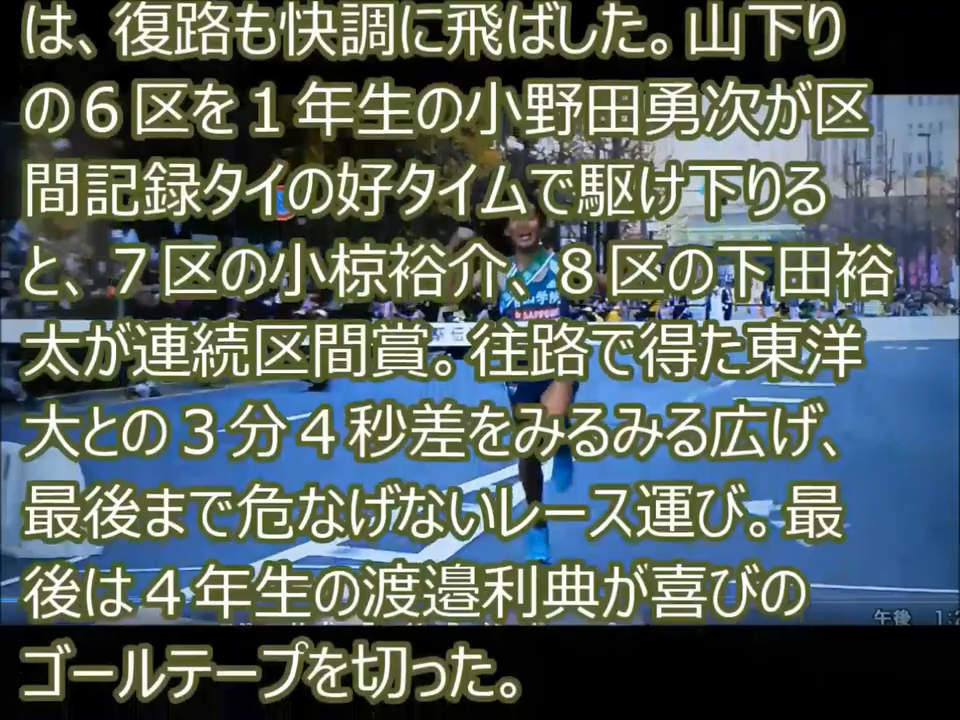 は、復路も快調に飛ばした。山下り
の６区を１年生の小野田勇次が区
間記録タイの好タイムで駆け下りる
と、７区の小椋裕介、８区の下田裕
太が連続区間賞。往路で得た東洋
大との３分４秒差をみるみる広げ、
最後まで危なげないレース運び。最
後は４年生の渡邉利典が喜びの
ゴールテープを切った。
午後